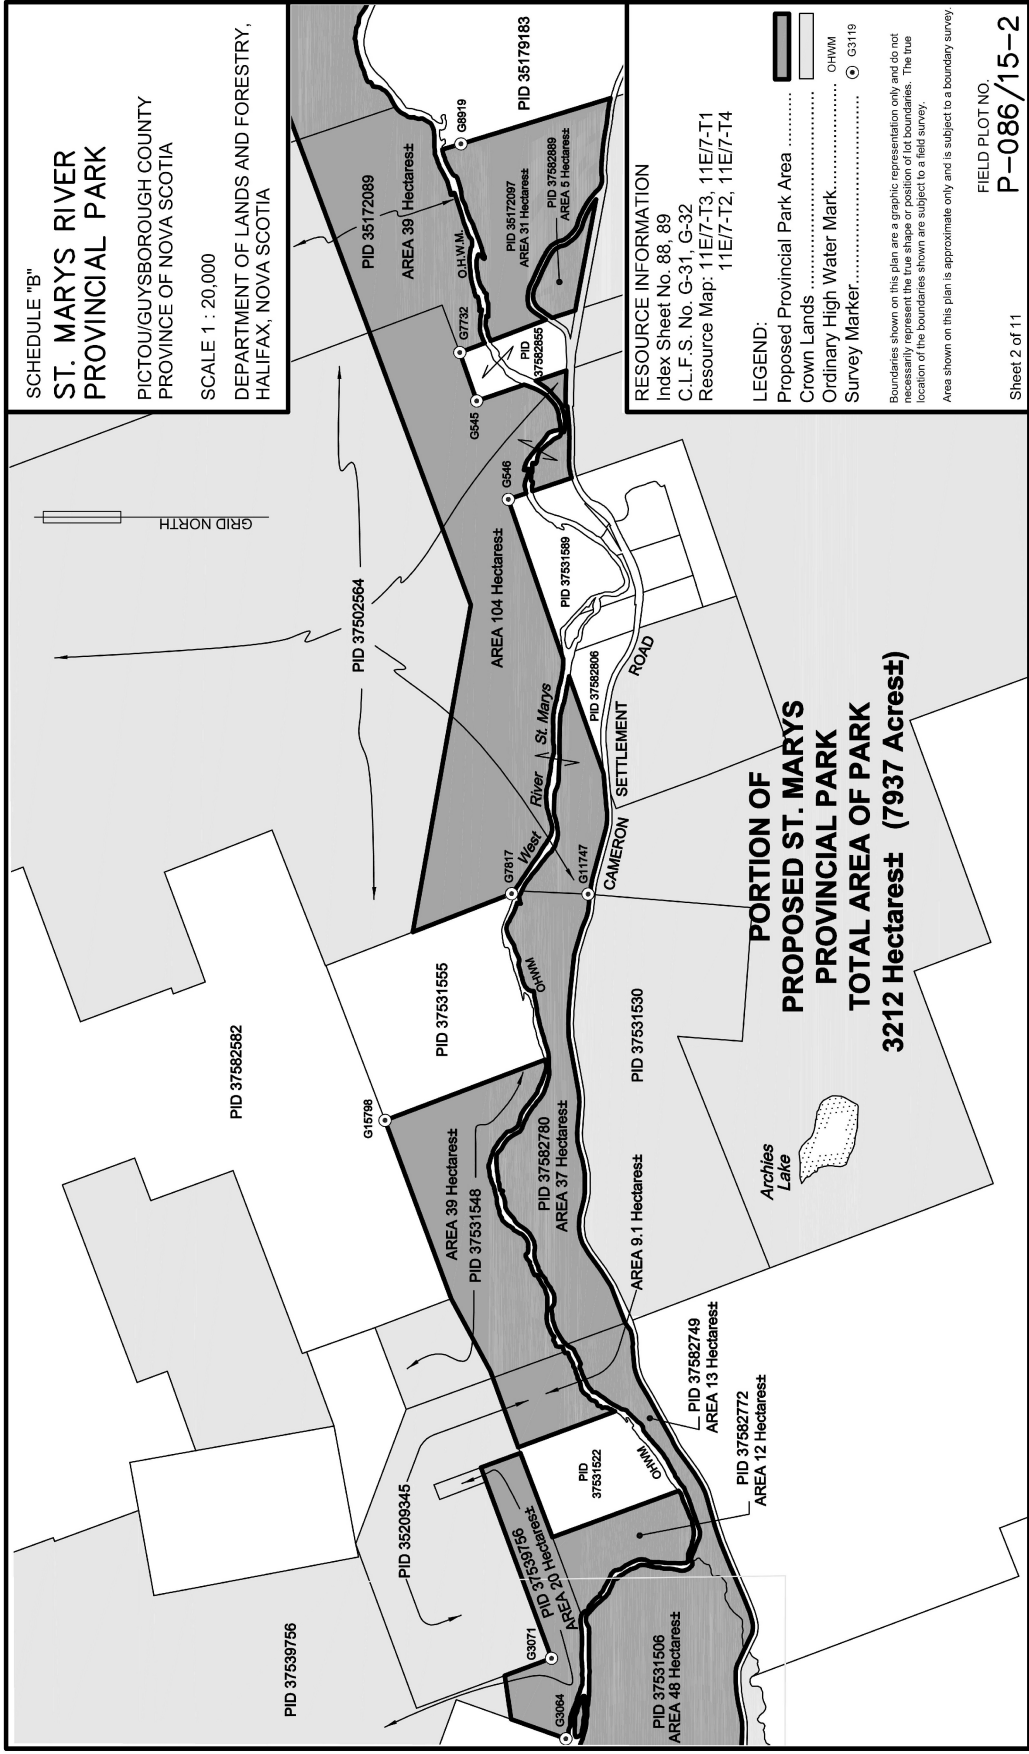 SCHEDULE "B"
ST. MARYS RIVER
PROVINCIAL PARK
PICTOU/GUYSBOROUGH COUNTY
PROVINCE OF NOVA SCOTIA
SCALE 1 : 20,000
DEPARTMENT OF LANDS AND FORESTRY,
HALIFAX, NOVA SCOTIA
GRID NORTH
PID 37539756
PID 35209345
PID 37582582
PID 37502564
G3064
G3071
PID 37539756
AREA 20 Hectares±
PID 37531506
AREA 48 Hectares±
PID
37531522
OHWM
PID 37582772
AREA 12 Hectares±
PID 37582749
AREA 13 Hectares±
AREA 9.1 Hectares±
AREA 39 Hectares±
PID 37531548
G15798
PID 37531555
PID 37582780
AREA 37 Hectares±
OHWM
PID 37531530
Archies
Lake
G7817
G11747
West River St. Marys
CAMERON SETTLEMENT ROAD
PID 37582806
AREA 104 Hectares±
PID 37531589
G546
G545
G7732
PID
37582855
PID 35172089
AREA 39 Hectares±
O.H.W.M.
PID 35172097
AREA 31 Hectares±
PID 37582889
AREA 5 Hectares±
G8919
PID 35179183
PORTION OF
PROPOSED ST. MARYS
PROVINCIAL PARK
TOTAL AREA OF PARK
3212 Hectares± (7937 Acres±)
RESOURCE INFORMATION
Index Sheet No. 88, 89
C.L.F.S. No. G-31, G-32
Resource Map: 11E/7-T3, 11E/7-T1
11E/7-T2, 11E/7-T4
LEGEND:
Proposed Provincial Park Area ..........
Crown Lands ..........
Ordinary High Water Mark.......... OHWM
Survey Marker.......... G3119
Boundaries shown on this plan are a graphic representation only and do not
necessarily represent the true shape or position of lot boundaries. The true
location of the boundaries shown are subject to a field survey.
Area shown on this plan is approximate only and is subject to a boundary survey.
FIELD PLOT NO.
Sheet 2 of 11 P-086/15-2